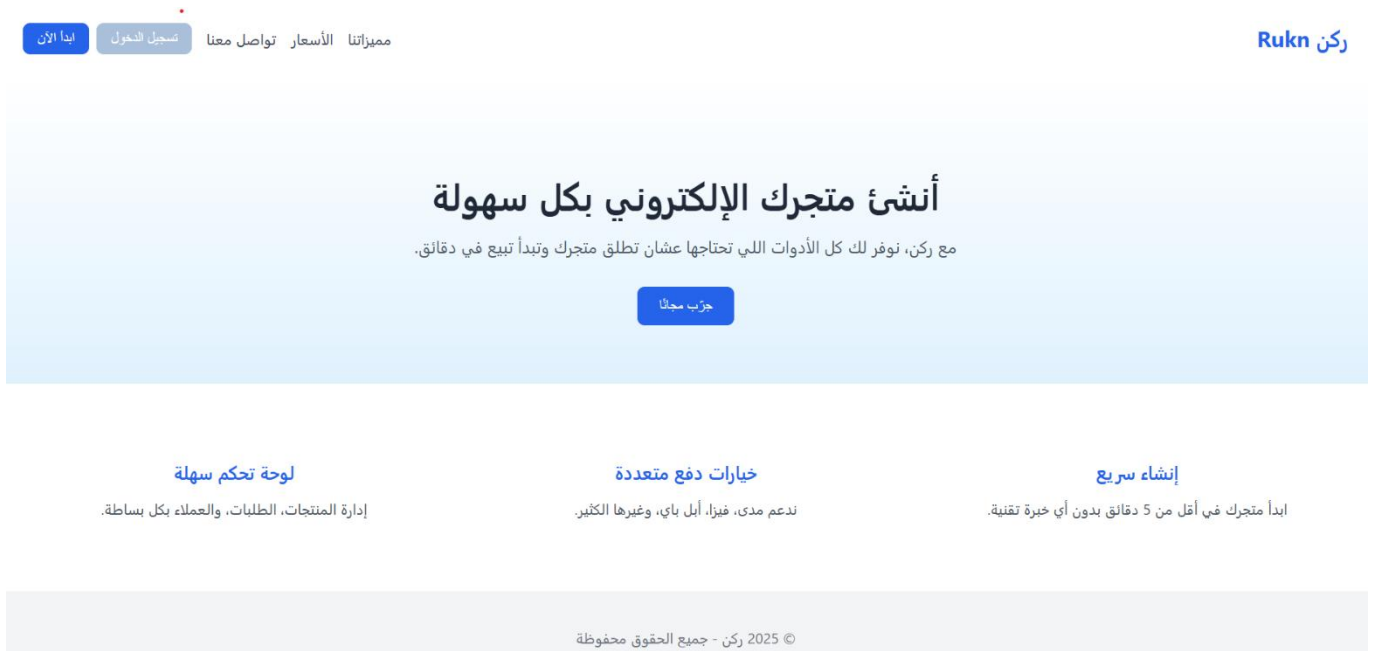 ركن Rukn
مميزاتنا الأسعار تواصل معنا تسجيل الدخول ابدأ الآن
أنشئ متجرك الإلكتروني بكل سهولة
مع ركن، نوفر لك كل الأدوات اللي تحتاجها عشان تطلق متجرك وتبدأ تبيع في دقائق.
جرّب مجانًا
إنشاء سريع
ابدأ متجرك في أقل من 5 دقائق بدون أي خبرة تقنية.
خيارات دفع متعددة
ندعم مدى، فيزا، أبل باي، وغيرها الكثير.
لوحة تحكم سهلة
إدارة المنتجات، الطلبات، والعملاء بكل بساطة.
© 2025 ركن - جميع الحقوق محفوظة